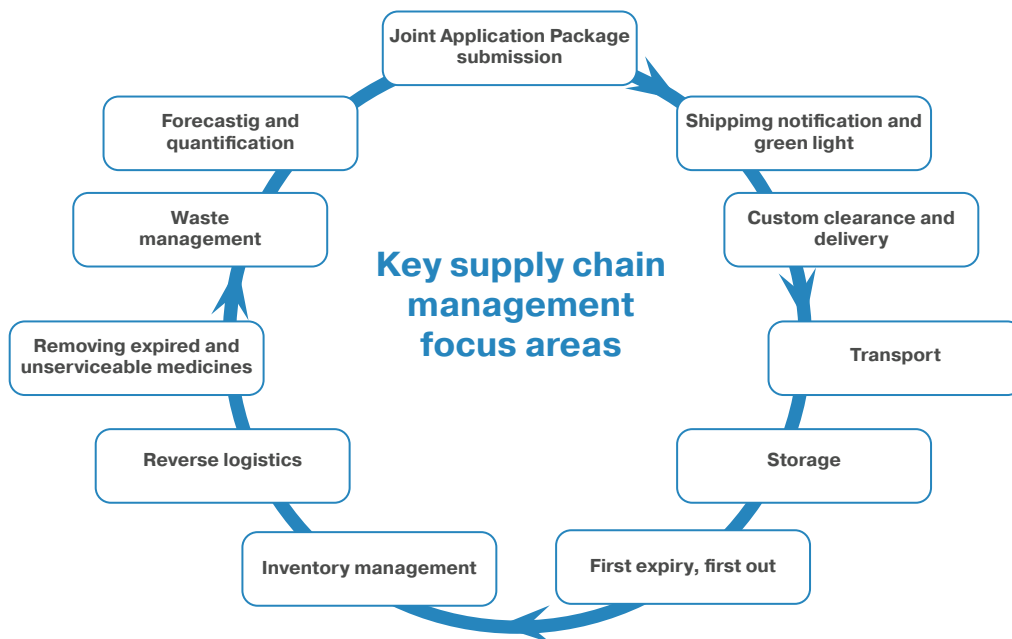 Joint Application Package
submission
Shippimg notification and
green light
Custom clearance and
delivery
Transport
Storage
First expiry, first out
Inventory management
Reverse logistics
Removing expired and
unserviceable medicines
Waste
management
Forecastig and
quantification
Key supply chain
management
focus areas